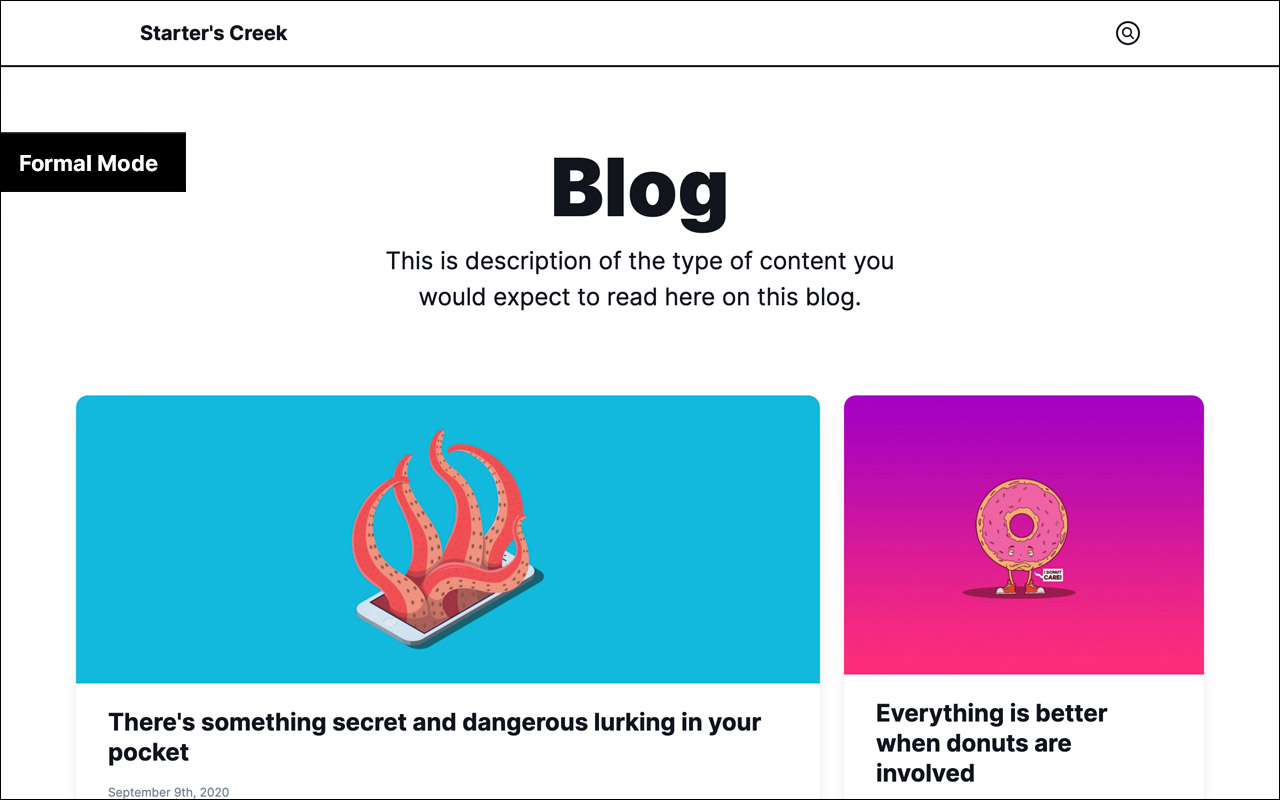 Starter's Creek
Formal Mode
Blog
This is description of the type of content you
would expect to read here on this blog.
I DONUT
CARE!
There's something secret and dangerous lurking in your
pocket
September 9th, 2020
Everything is better
when donuts are
involved